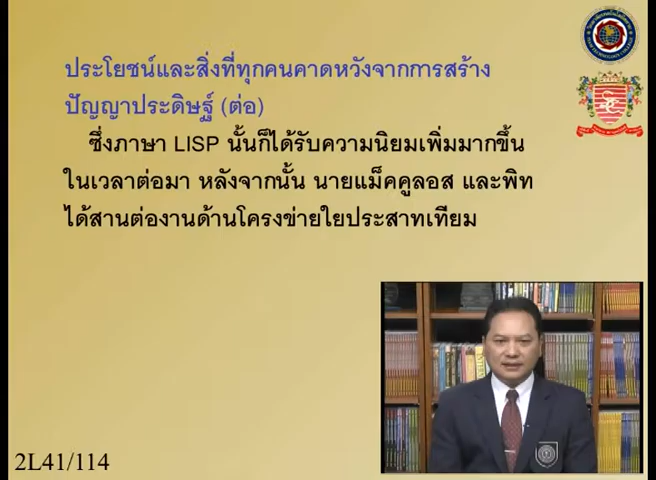 ประโยชน์และสิ่งที่ทุกคนคาดหวังจากการสร้าง
ปัญญาประดิษฐ์ (ต่อ)
ซึ่งภาษา LISP นั้นก็ได้รับความนิยมเพิ่มมากขึ้น
ในเวลาต่อมา หลังจากนั้น นายแม็คคูลอส และพิท
ได้สานต่องานด้านโครงข่ายใยประสาทเทียม
2L41/114